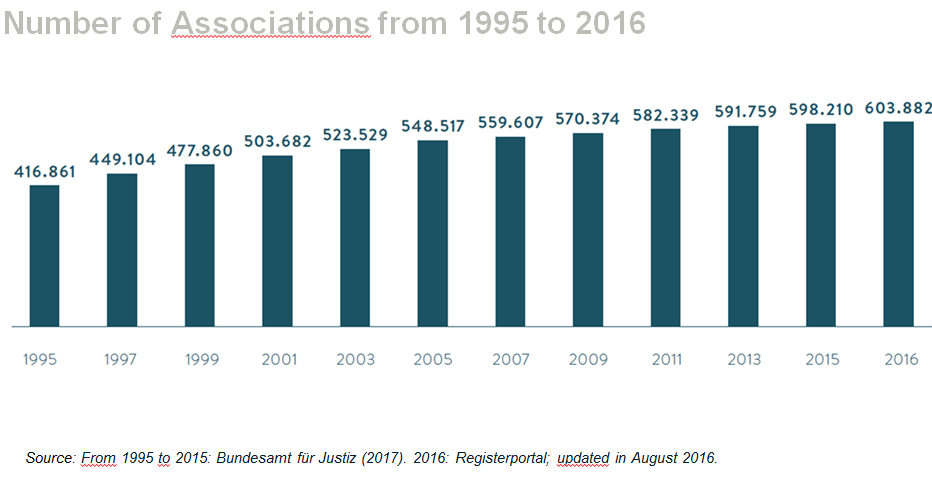 Number of Associations from 1995 to 2016
416.861 449.104 477.860 503.682 523.529 548.517 559.607 570.374 582.339 591.759 598.210 603.882
1995 1997 1999 2001 2003 2005 2007 2009 2011 2013 2015 2016
Source: From 1995 to 2015: Bundesamt für Justiz (2017). 2016: Registerportal; updated in August 2016.